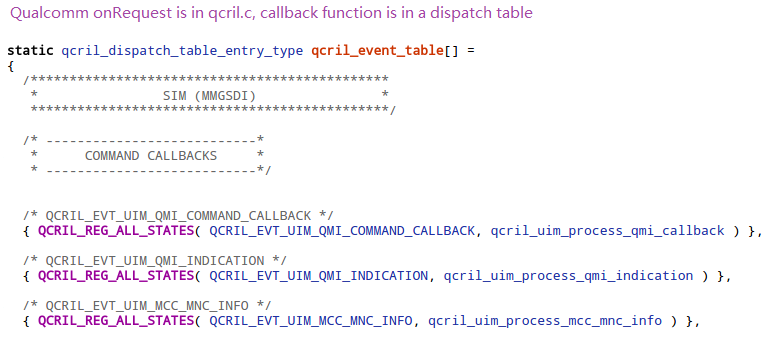 Qualcomm onRequest is in qcril.c, callback function is in a dispatch table
static qcril_dispatch_table_entry_type qcril_event_table[] =
{
  /***********************************************
   *                SIM (MMGSDI)                *
   ***********************************************/
  /* ---------------------------*
   *      COMMAND CALLBACKS     *
   * ---------------------------*/
  /* QCRIL_EVT_UIM_QMI_COMMAND_CALLBACK */
  { QCRIL_REG_ALL_STATES( QCRIL_EVT_UIM_QMI_COMMAND_CALLBACK, qcril_uim_process_qmi_callback ) },
  /* QCRIL_EVT_UIM_QMI_INDICATION */
  { QCRIL_REG_ALL_STATES( QCRIL_EVT_UIM_QMI_INDICATION, qcril_uim_process_qmi_indication ) },
  /* QCRIL_EVT_UIM_MCC_MNC_INFO */
  { QCRIL_REG_ALL_STATES( QCRIL_EVT_UIM_MCC_MNC_INFO, qcril_uim_process_mcc_mnc_info ) },